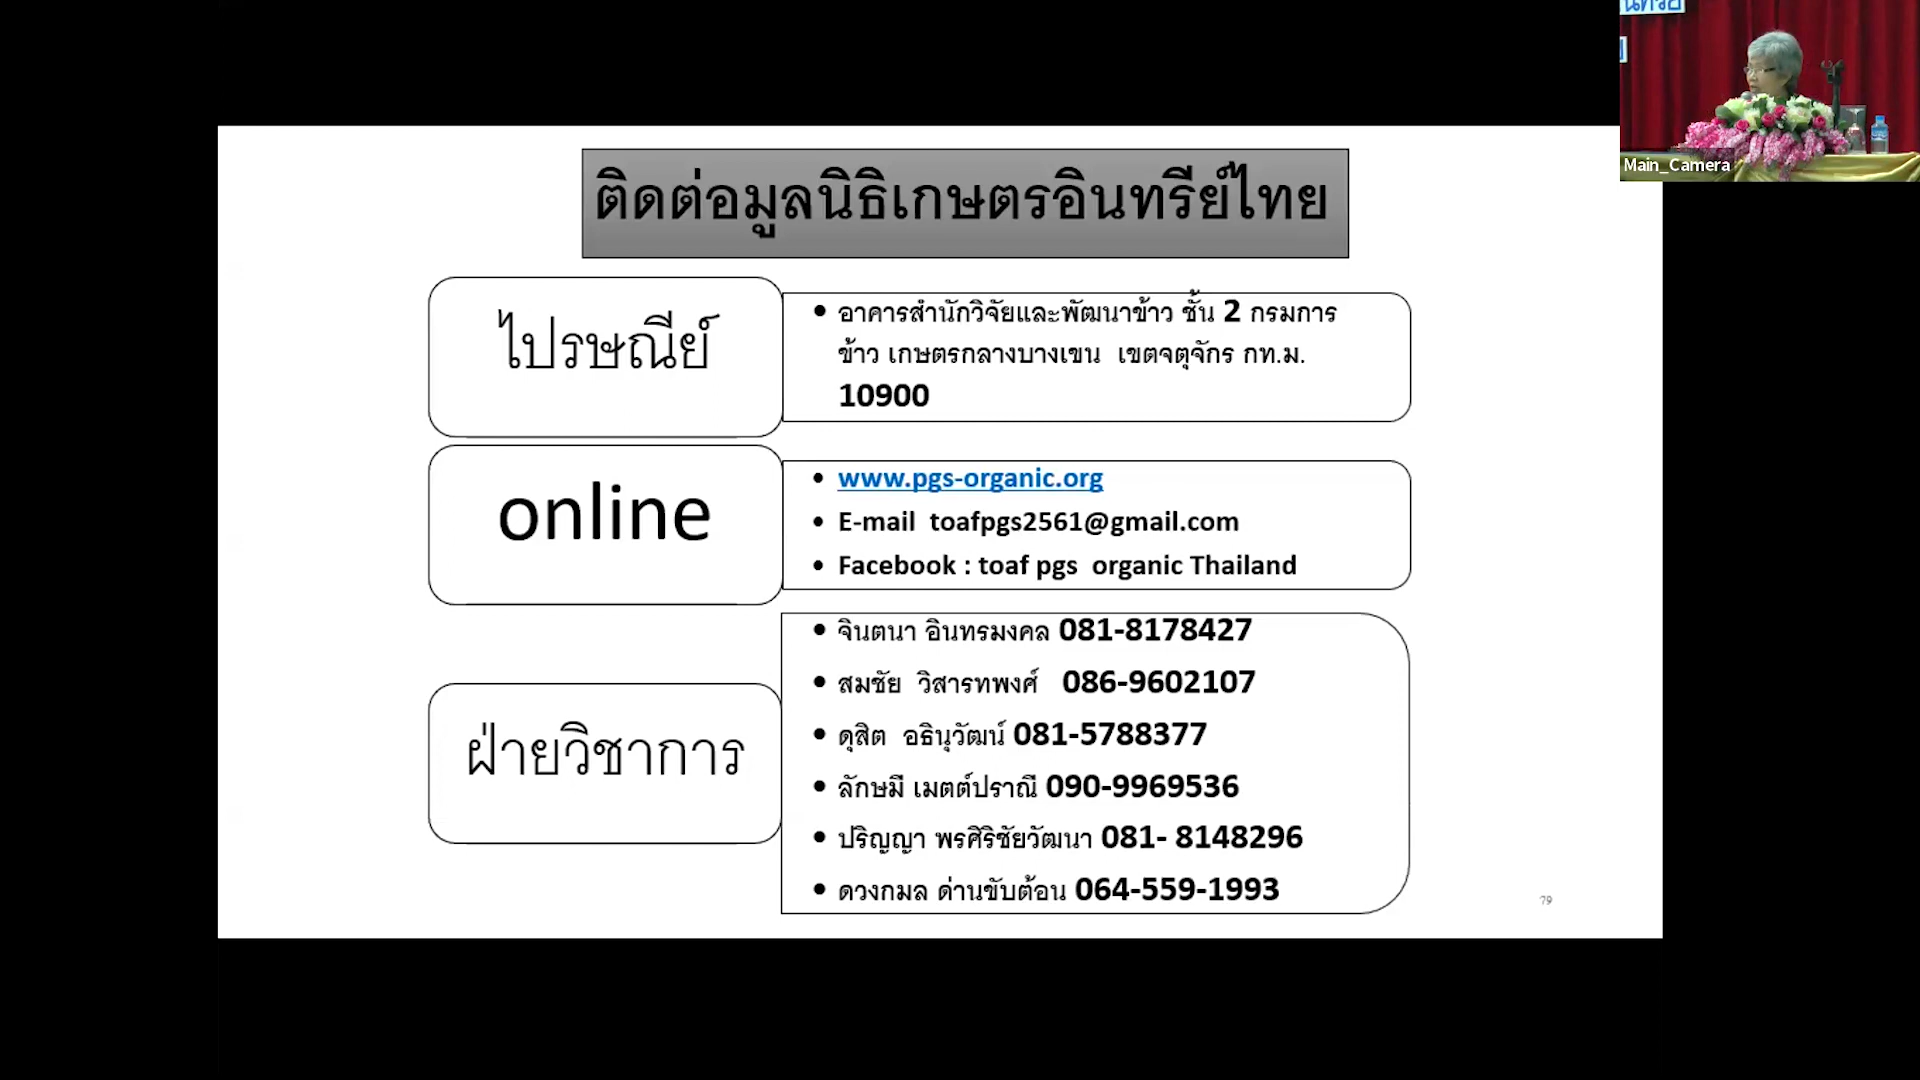 ติดต่อมูลนิธิเกษตรอินทรีย์ไทย
ไปรษณีย์
• อาคารสำนักวิจัยและพัฒนาข้าว ชั้น 2 กรมการ
ข้าว เกษตรกลางบางเขน เขตจตุจักร กท.ม.
10900
online
• www.pgs-organic.org
• E-mail toafpgs2561@gmail.com
• Facebook : toaf pgs organic Thailand
ฝ่ายวิชาการ
• จินตนา อินทรมงคล 081-8178427
• สมชัย วิสารทพงศ์ 086-9602107
• ดุสิต อธินุวัฒน์ 081-5788377
• ลักษมี เมตต์ปราณี 090-9969536
• ปริญญา พรศิริชัยวัฒนา 081- 8148296
• ดวงกมล ด่านขับต้อน 064-559-1993
79
Main_Camera